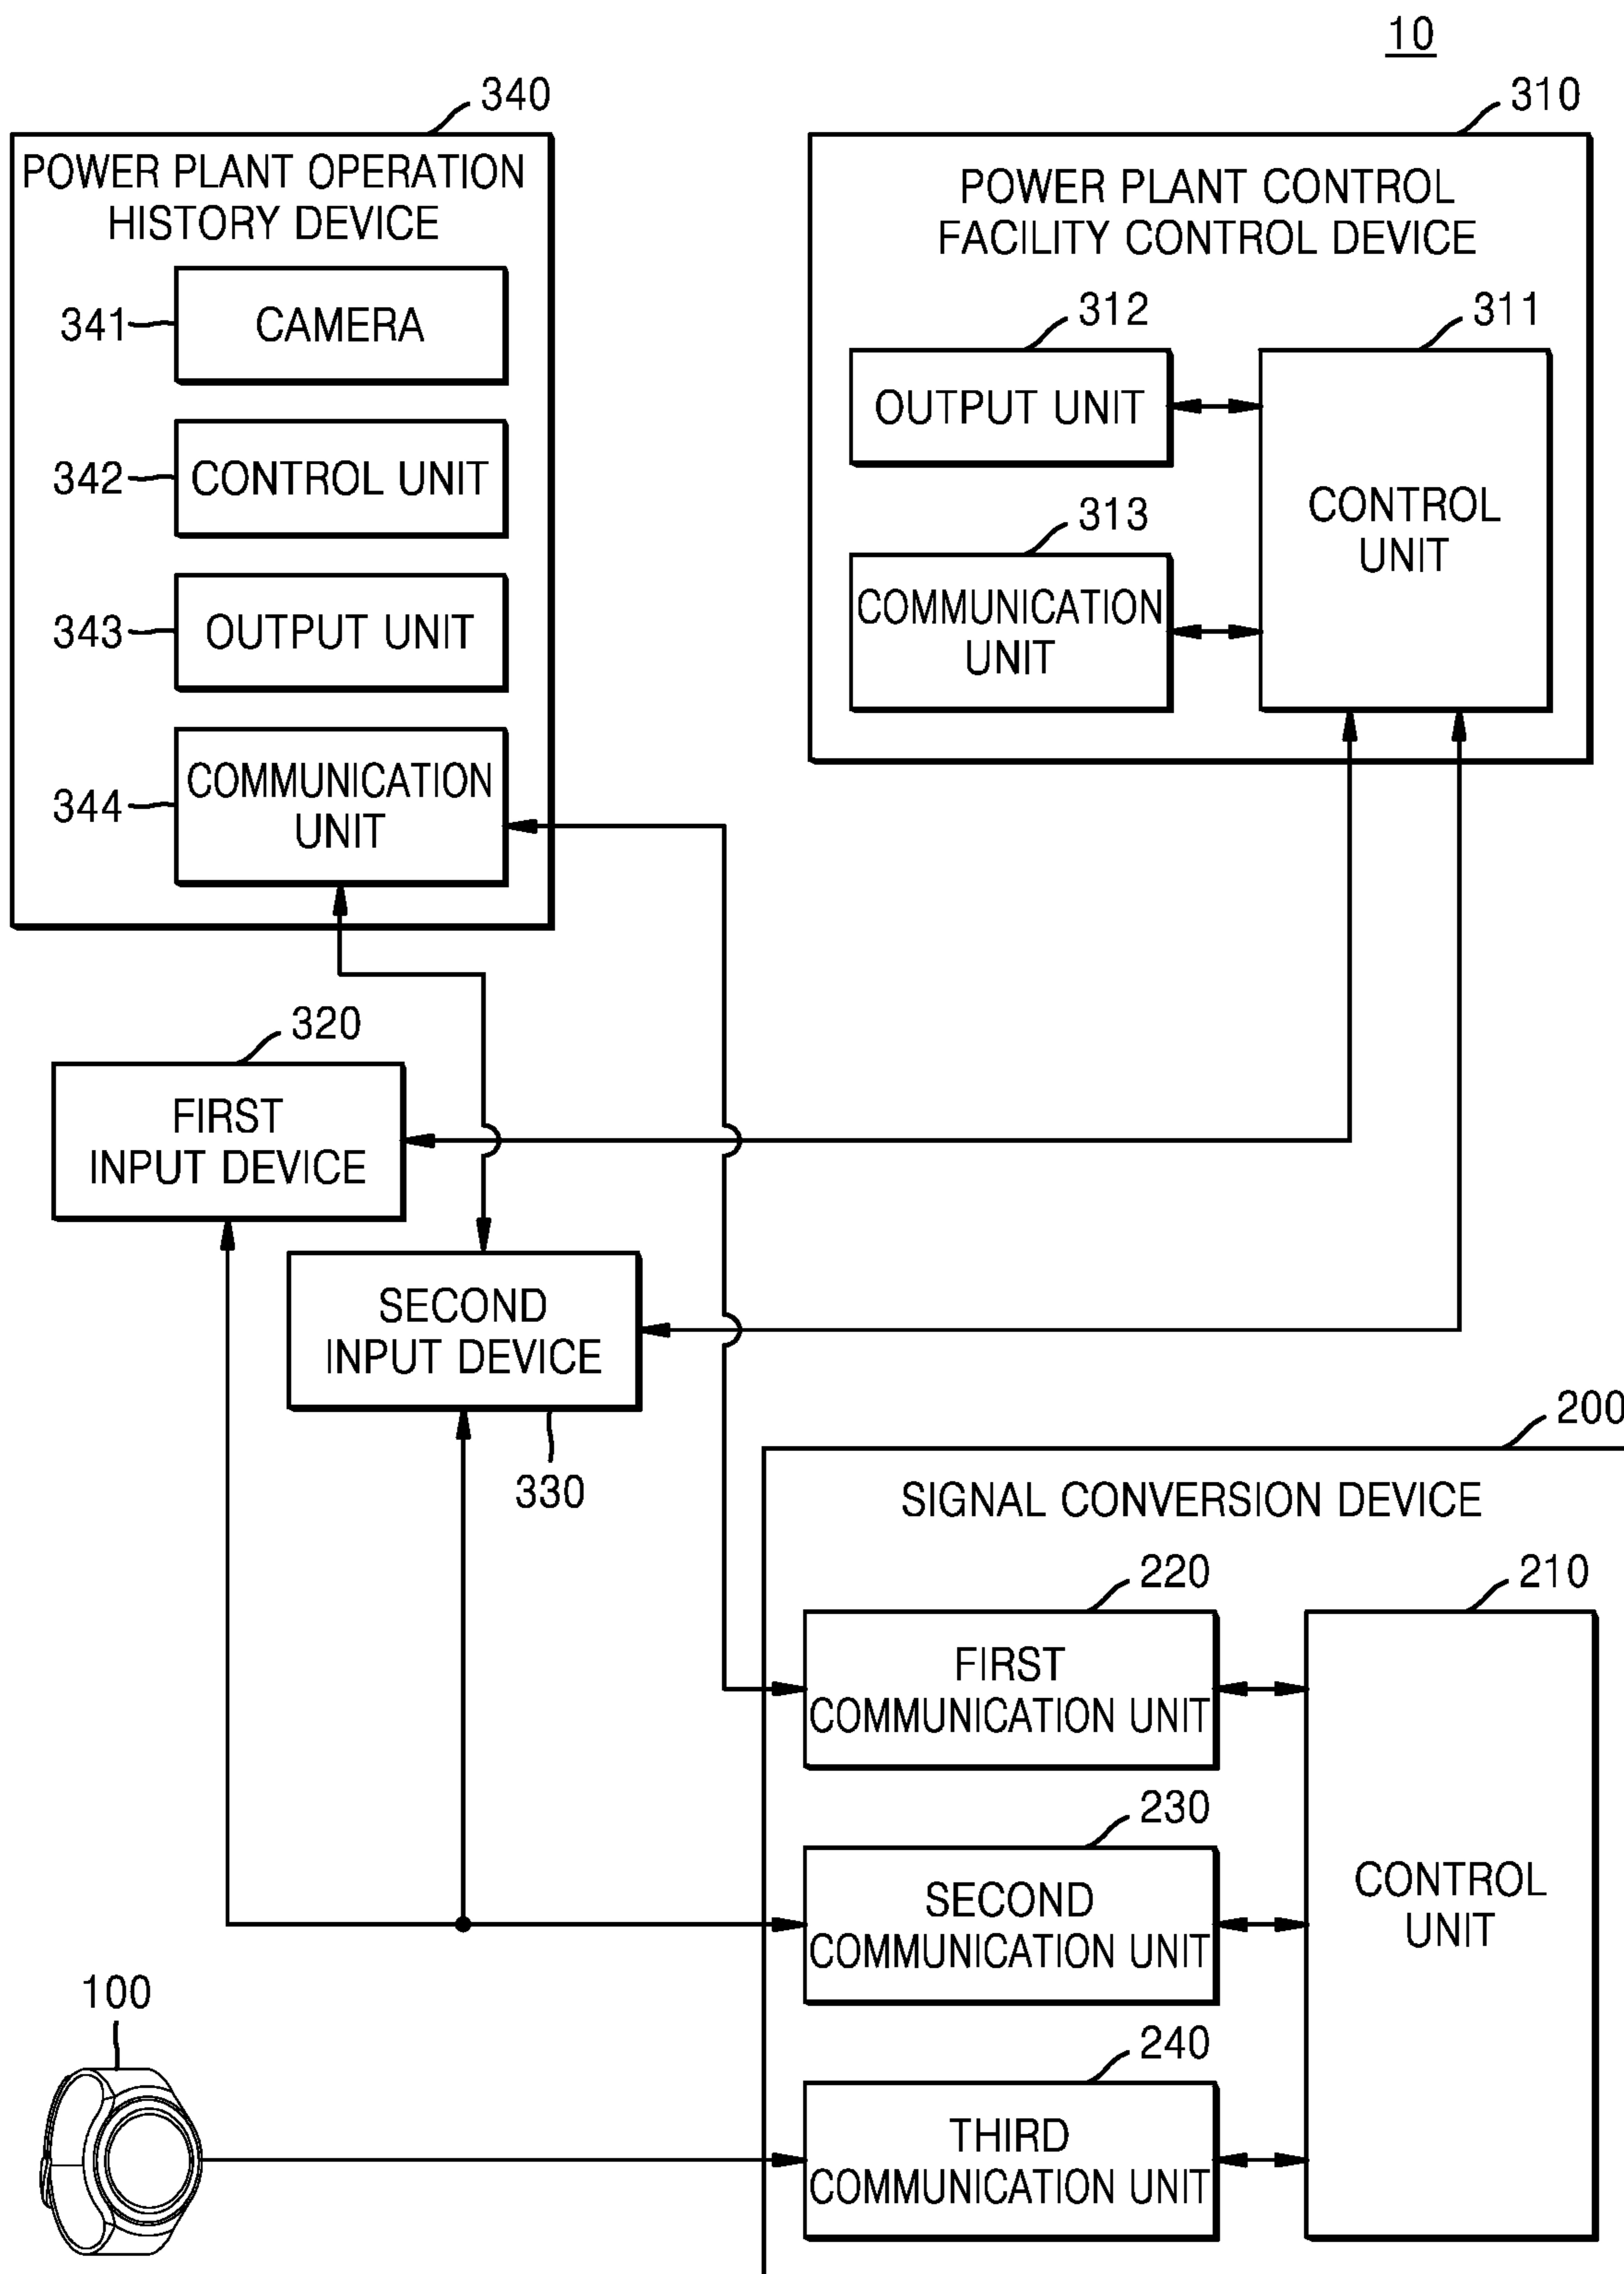 10
340
POWER PLANT OPERATION
HISTORY DEVICE
341
CAMERA
342
CONTROL UNIT
343
OUTPUT UNIT
344
COMMUNICATION
UNIT
310
POWER PLANT CONTROL
FACILITY CONTROL DEVICE
312
OUTPUT UNIT
311
CONTROL
UNIT
313
COMMUNICATION
UNIT
320
FIRST
INPUT DEVICE
SECOND
INPUT DEVICE
330
200
SIGNAL CONVERSION DEVICE
220
FIRST
COMMUNICATION UNIT
210
CONTROL
UNIT
230
SECOND
COMMUNICATION UNIT
240
THIRD
COMMUNICATION UNIT
100